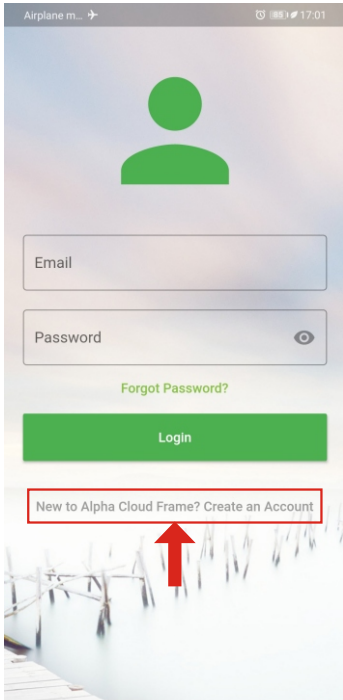 Airplane m... 17:01
Email
Password
Forgot Password?
Login
New to Alpha Cloud Frame? Create an Account